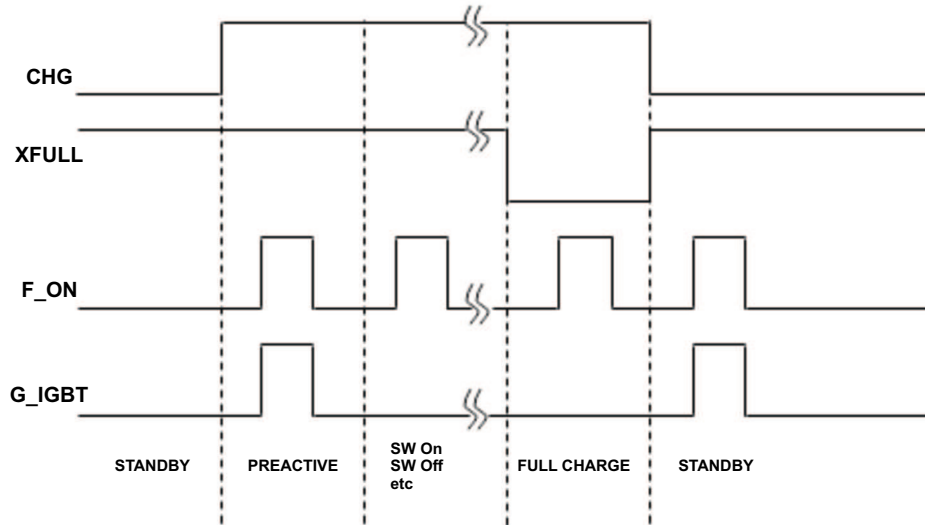 CHG
XFULL
F_ON
G_IGBT
STANDBY
PREACTIVE
SW On
SW Off
etc
FULL CHARGE
STANDBY